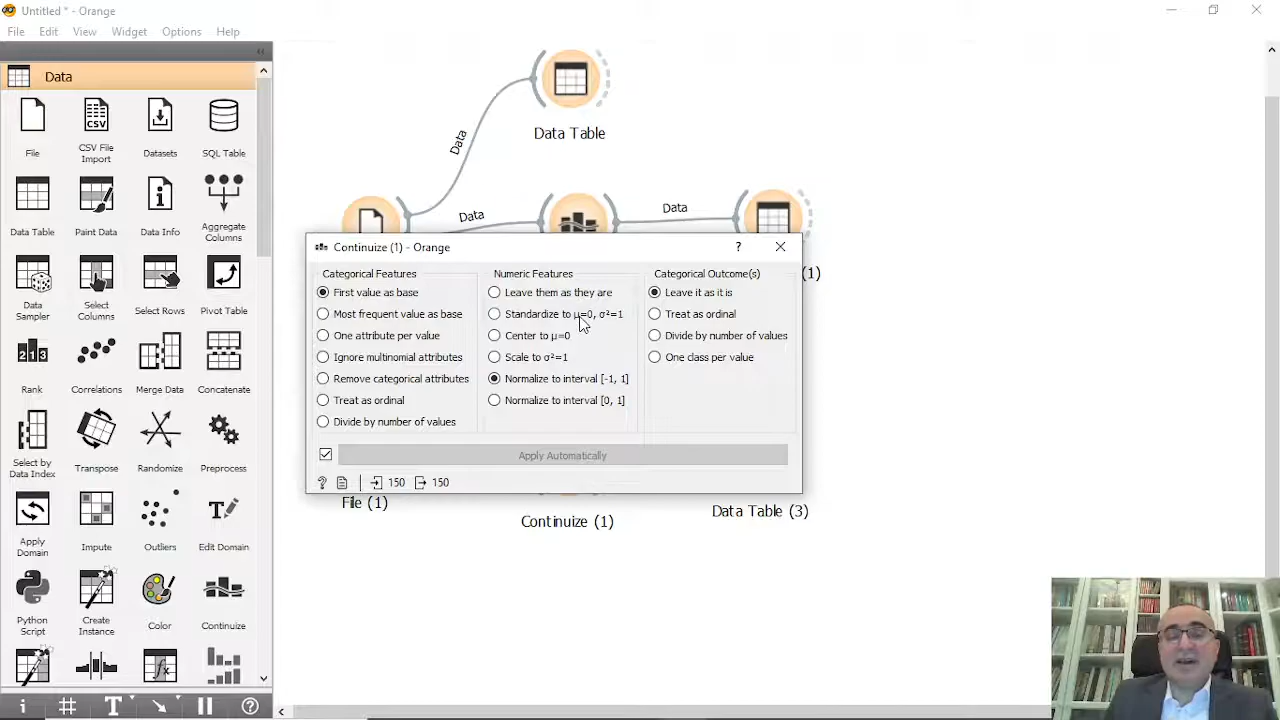 Untitled * - Orange
File Edit View Widget Options Help
Data
File
CSV File Import
Datasets
SQL Table
Data Table
Paint Data
Data Info
Aggregate Columns
Data Sampler
Select Columns
Select Rows
Pivot Table
Rank
Correlations
Merge Data
Concatenate
Select by Data Index
Transpose
Randomize
Preprocess
Apply Domain
Impute
Outliers
Edit Domain
Python Script
Create Instance
Color
Continuize
Data Table
Data
Data
Data
(1)
Continuize (1) - Orange
?
Categorical Features
First value as base
Most frequent value as base
One attribute per value
Ignore multinomial attributes
Remove categorical attributes
Treat as ordinal
Divide by number of values
Numeric Features
Leave them as they are
Standardize to μ=0, σ²=1
Center to μ=0
Scale to σ²=1
Normalize to interval [-1, 1]
Normalize to interval [0, 1]
Categorical Outcome(s)
Leave it as it is
Treat as ordinal
Divide by number of values
One class per value
Apply Automatically
? 150 150
File (1)
Continuize (1)
Data Table (3)